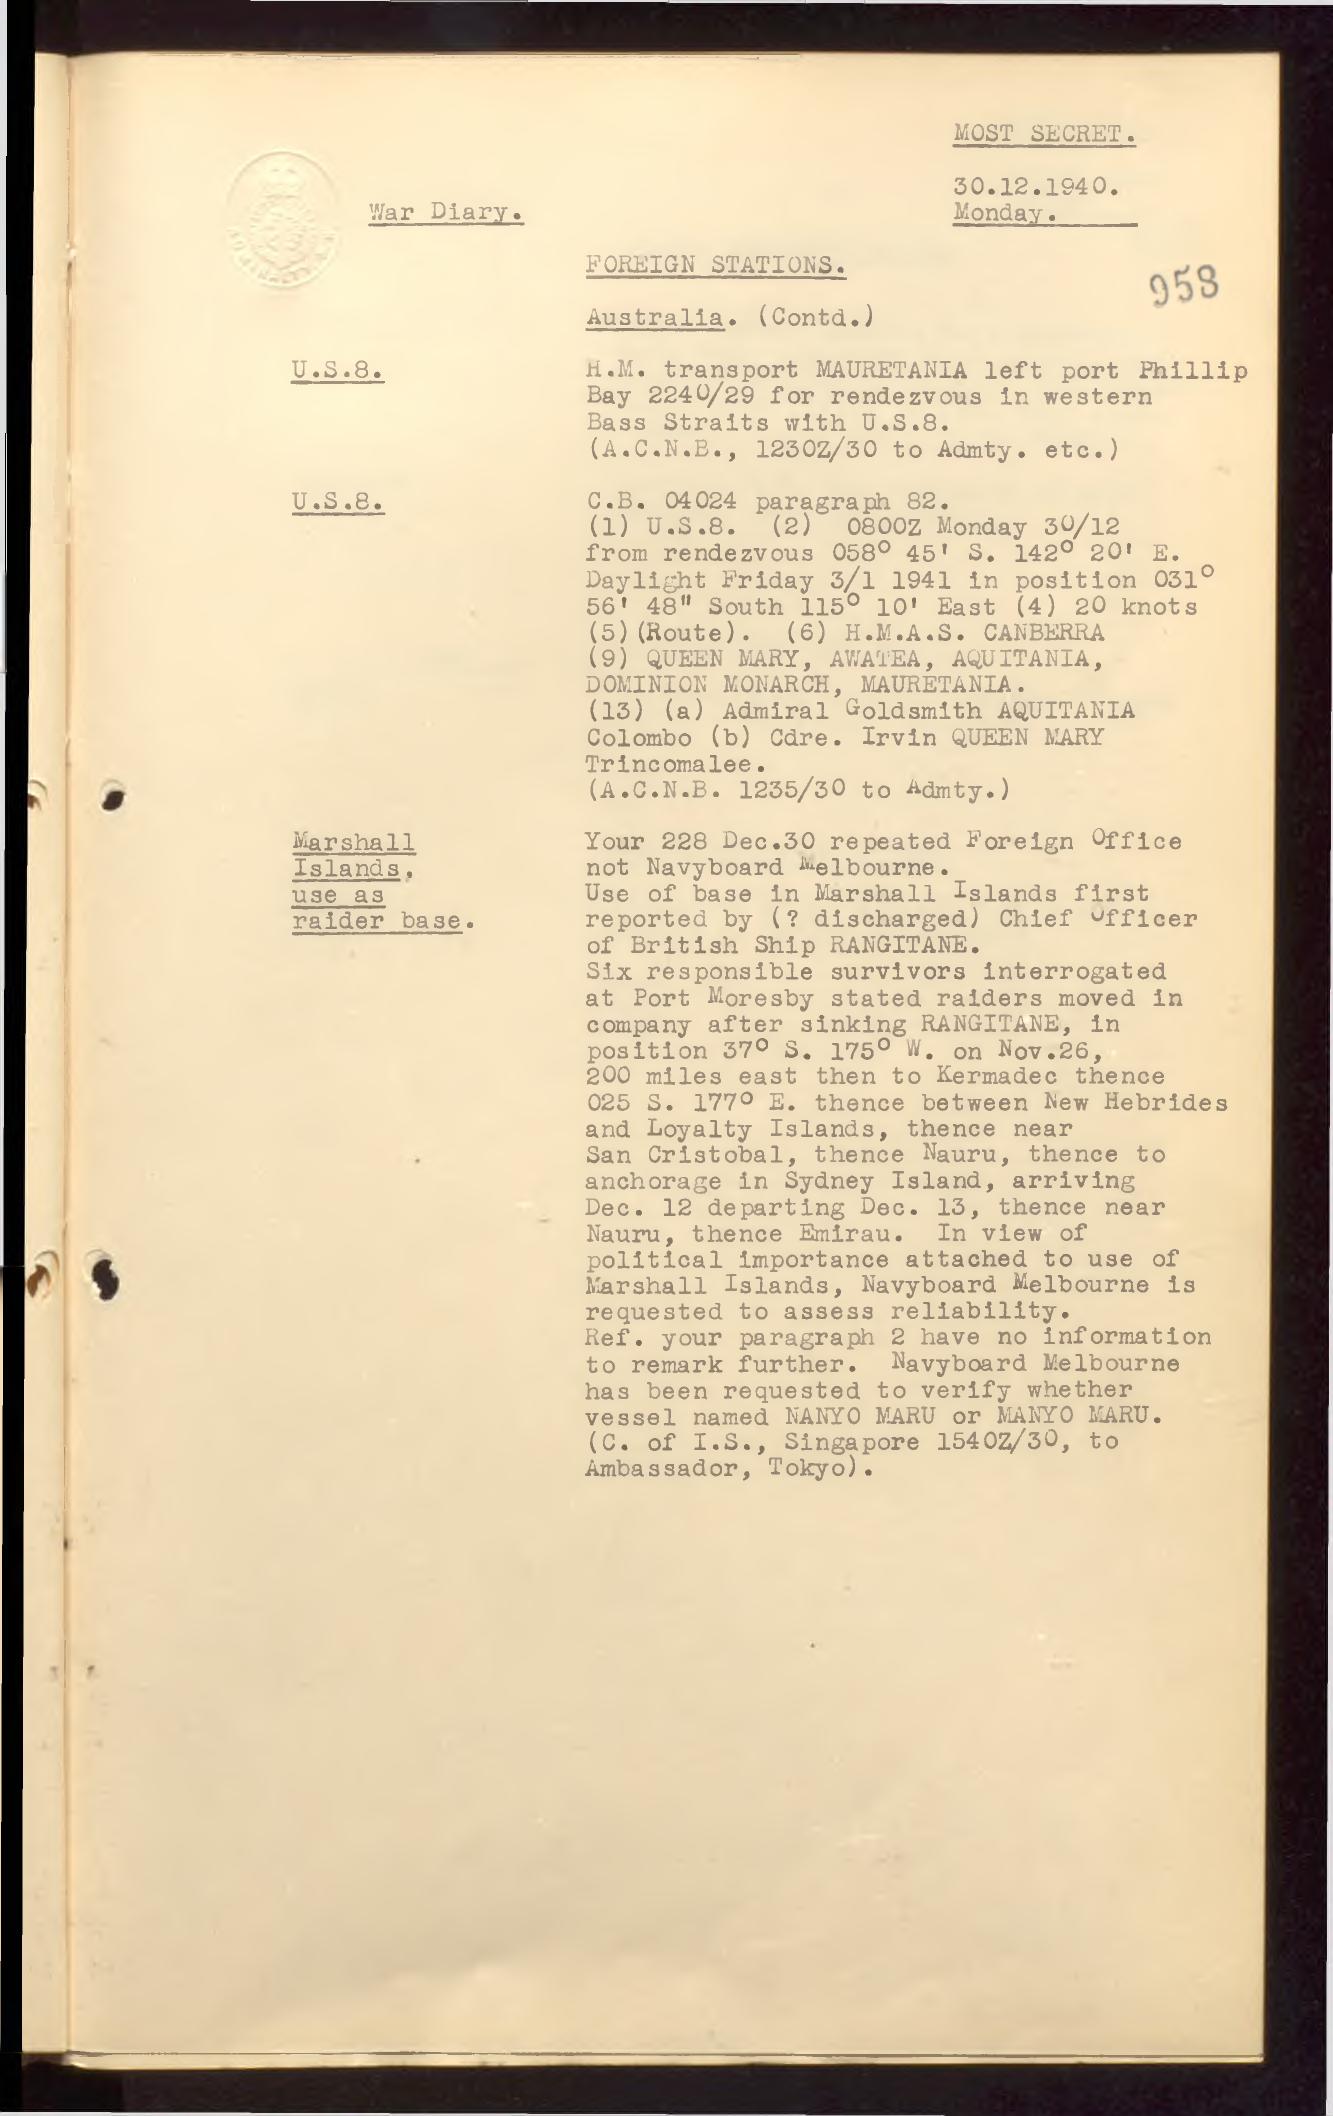 MOST SECRET.
30.12.1940.
War Diary.
Monday.
FOREIGN STATIONS.
958
Australia. (Contd.)
U.S.8.
H.M. transport MAURETANIA left port Phillip
Bay 2240/29 for rendezvous in western
Bass Straits with U.S.8.
(A.C.N.B., 1230Z/30 to Admty. etc.)
U.S.8.
C.B. 04024 paragraph 82.
(1) U.S.8. (2) 0800Z Monday 30/12
from rendezvous 058° 45' S. 142° 20' E.
Daylight Friday 3/1 1941 in position 031°
56' 48" South 115° 10' East (4) 20 knots
(5)(Route). (6) H.M.A.S. CANBERRA
(9) QUEEN MARY, AWATEA, AQUITANIA,
DOMINION MONARCH, MAURETANIA.
(13) (a) Admiral Goldsmith AQUITANIA
Colombo (b) Cdre. Irvin QUEEN MARY
Trincomalee.
(A.C.N.B. 1235/30 to Admty.)
Marshall
Islands,
use as
raider base.
Your 228 Dec.30 repeated Foreign Office
not Navyboard Melbourne.
Use of base in Marshall Islands first
reported by (? discharged) Chief Officer
of British Ship RANGITANE.
Six responsible survivors interrogated
at Port Moresby stated raiders moved in
company after sinking RANGITANE, in
position 37° S. 175° W. on Nov.26,
200 miles east then to Kermadec thence
025 S. 177° E. thence between New Hebrides
and Loyalty Islands, thence near
San Cristobal, thence Nauru, thence to
anchorage in Sydney Island, arriving
Dec. 12 departing Dec. 13, thence near
Nauru, thence Emirau. In view of
political importance attached to use of
Marshall Islands, Navyboard Melbourne is
requested to assess reliability.
Ref. your paragraph 2 have no information
to remark further. Navyboard Melbourne
has been requested to verify whether
vessel named NANYO MARU or MANYO MARU.
(C. of I.S., Singapore 1540Z/30, to
Ambassador, Tokyo).